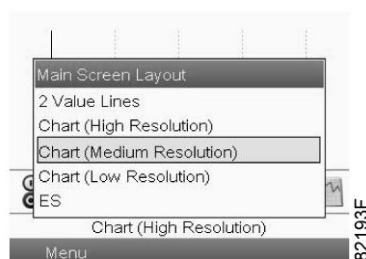 Main Screen Layout
2 Value Lines
Chart (High Resolution)
Chart (Medium Resolution)
Chart (Low Resolution)
ES
Chart (High Resolution)
Menu
82193F